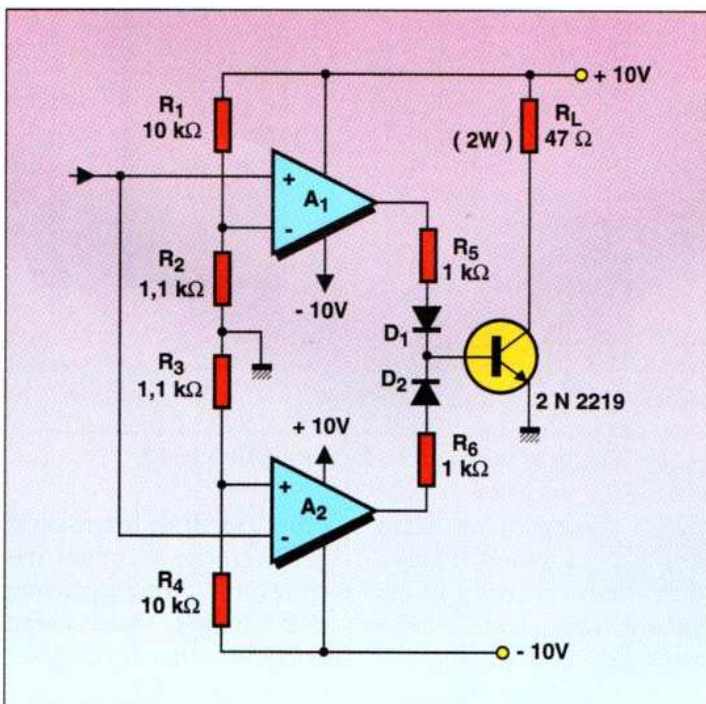 + 10V
R1
10 kΩ
RL
( 2W ) 47 Ω
+
A1
-
R2
1,1 kΩ
- 10V
R5
1 kΩ
D1
R3
1,1 kΩ
D2
2 N 2219
+ 10V
R6
1 kΩ
+
A2
-
R4
10 kΩ
- 10V